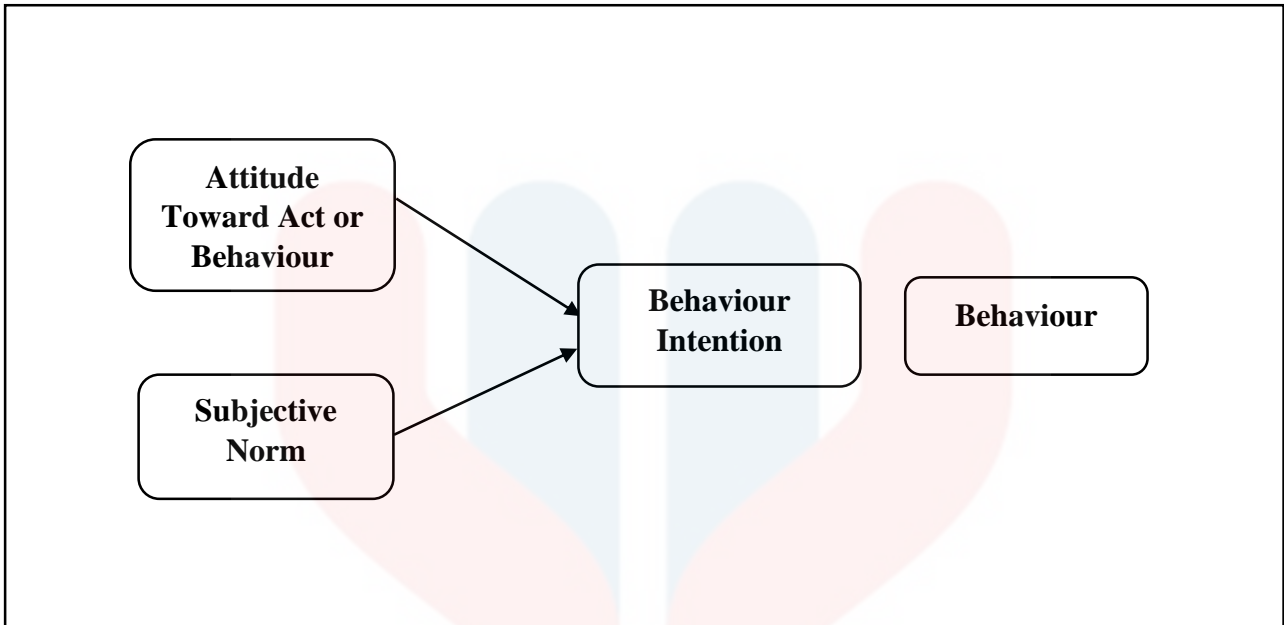 Attitude
Toward Act or
Behaviour
Subjective
Norm
Behaviour
Intention
Behaviour